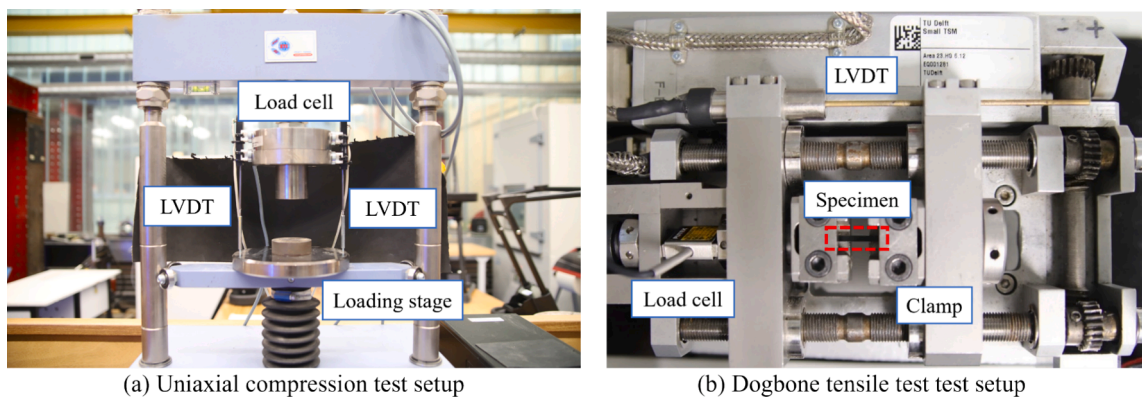 Load cell
LVDT
LVDT
Loading stage
(a) Uniaxial compression test setup
TU Delft
Small TSM
- +
LVDT
Specimen
Load cell
Clamp
(b) Dogbone tensile test test setup